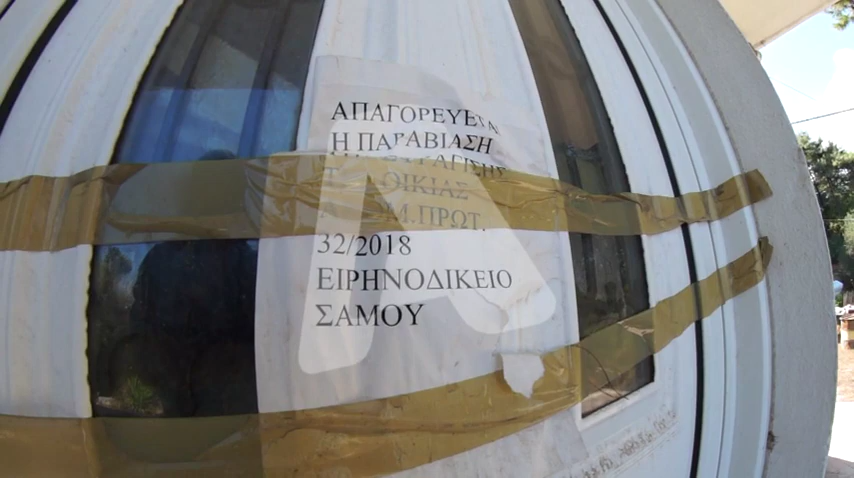 ΑΠΑΓΟΡΕΥΕΤΑΙ
Η ΠΑΡΑΒΙΑΣΗ
ΟΙΚΙΑΣ
ΠΡΩΤ.
32/2018
ΕΙΡΗΝΟΔΙΚΕΙΟ
ΣΑΜΟΥ